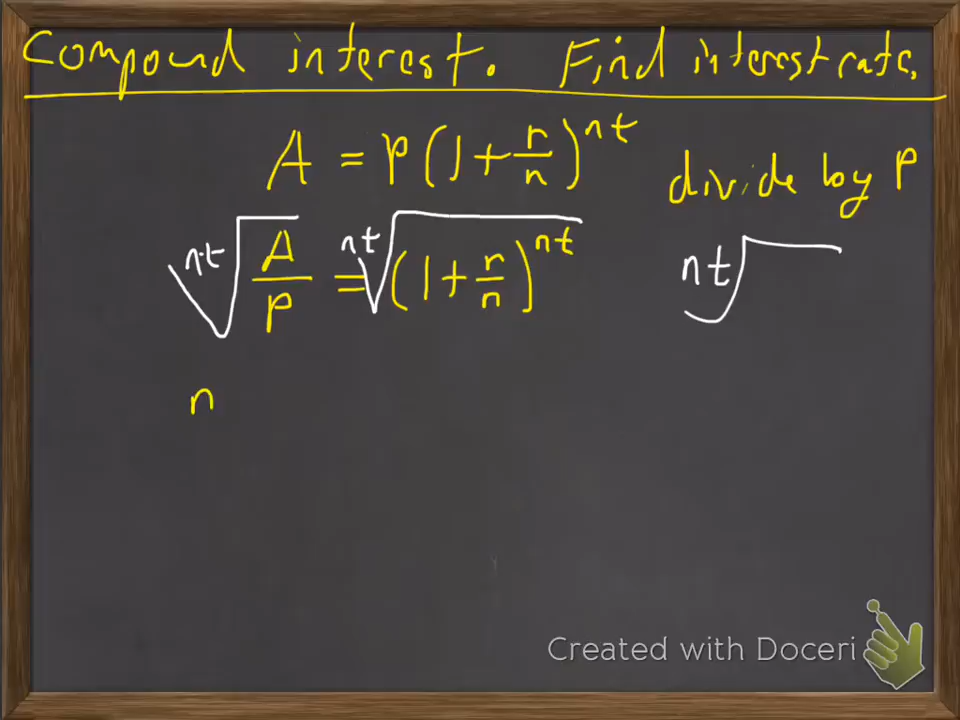 Compound interest. Find interest rate.
A = P(1 + r/n)^nt
divide by P
nt√(A/P) = nt√((1 + r/n)^nt)
nt√
n
Created with Doceri